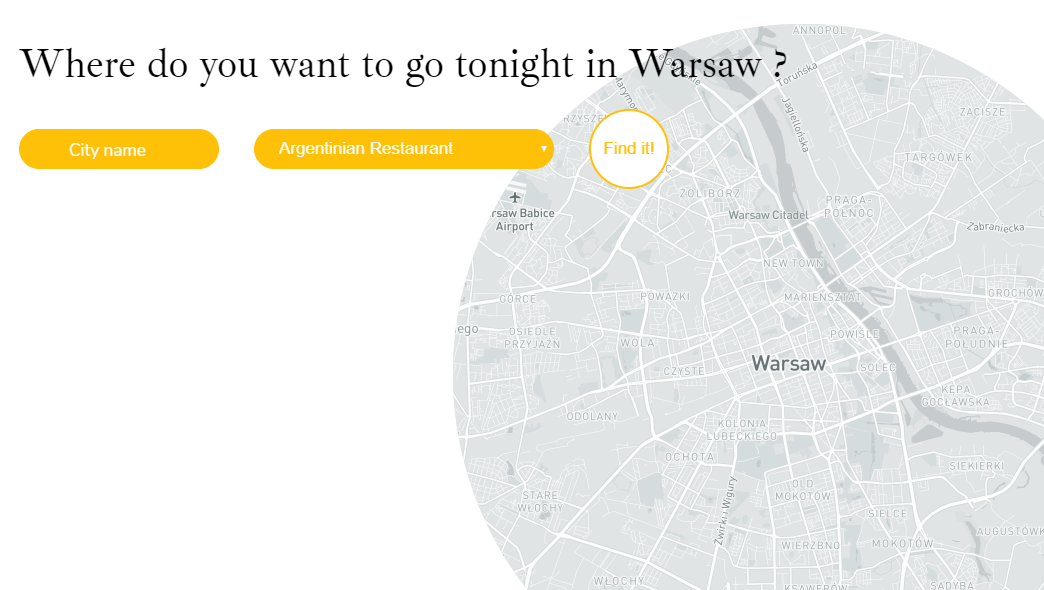 Where do you want to go tonight in Warsaw ?
City name
Argentinian Restaurant
Find it!
ANNOPOL
Toruńska
Marymon
Jagiellońska
ZACISZE
TARGÓWEK
ŻOLIBORZ
Warsaw Citadel
PRAGA-
PÓŁNOC
rsaw Babice
Airport
Zabraniecka
NEW TOWN
GÓRCE
POWĄZKI
MARIENSZTAT
GROCHÓW
ego
OSIEDLE
PRZYJAŹŃ
WOLA
POWIŚLE
PRAGA-
POŁUDNIE
Warsaw
CZYSTE
SOLEC
KĘPA
GOCŁAWSKA
ODOLANY
KOLONIA
LUBECKIEGO
OCHOTA
SIEKIERKI
STARE
WŁOCHY
OLD
MOKOTÓW
Żwirki i Wigury
SIELCE
AUGUSTÓWK
WIERZBNO
MOKOTÓW
WŁOCHY
KSAWERÓW
SADYBA